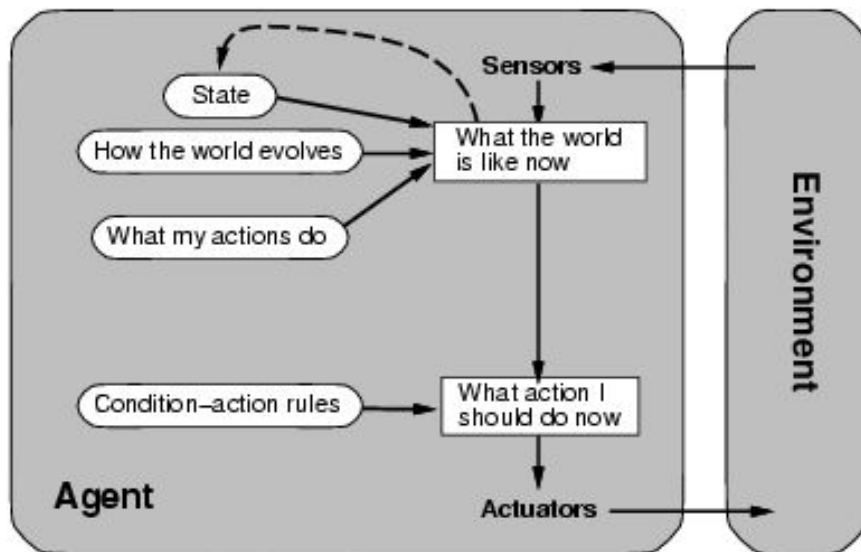 Sensors
State
What the world
is like now
How the world evolves
What my actions do
Environment
Condition–action rules
What action I
should do now
Agent
Actuators